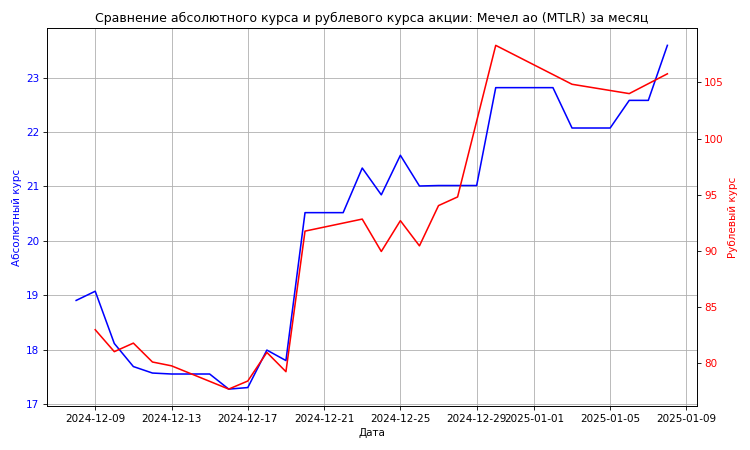 Сравнение абсолютного курса и рублевого курса акции: Мечел ао (MTLR) за месяц
Абсолютный курс
23
22
21
20
19
18
17
105
100
95
90
85
80
Рублевый курс
2024-12-09 2024-12-13 2024-12-17 2024-12-21 2024-12-25 2024-12-29 2025-01-01 2025-01-05 2025-01-09
Дата